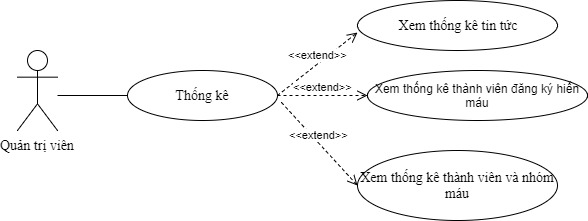 Xem thống kê tin tức
<<extend>>
Thống kê
<<extend>>
Xem thống kê thành viên đăng ký hiến
máu
<<extend>>
Quản trị viên
Xem thống kê thành viên và nhóm
máu